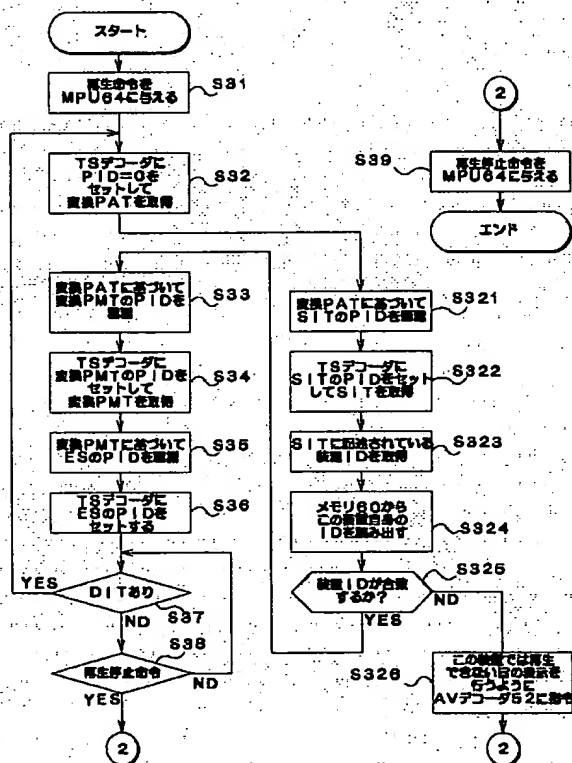 スタート
再生命令を
MPU64に与える
S31
TSデコーダに
PID=0を
セットして
変換PATを取得
S32
変換PATに基づいて
変換PMTのPIDを
認識
S33
TSデコーダに
変換PMTのPIDを
セットして
変換PMTを取得
S34
変換PMTに基づいて
ESのPIDを認識
S35
TSデコーダに
ESのPIDを
セットする
S36
YES
DITあり
S37
NO
再生停止命令
S38
NO
YES
2
2
S39
再生停止命令を
MPU64に与える
エンド
変換PATに基づいて
SITのPIDを認識
S321
TSデコーダに
SITのPIDをセット
してSITを取得
S322
SITに記述されている
装置IDを取得
S323
メモリ60から
この装置自身の
IDを読み出す
S324
装置IDが合致
するか?
S325
NO
YES
S326
この装置では再生
できない旨の表示を
行うように
AVデコーダ52に指令
2